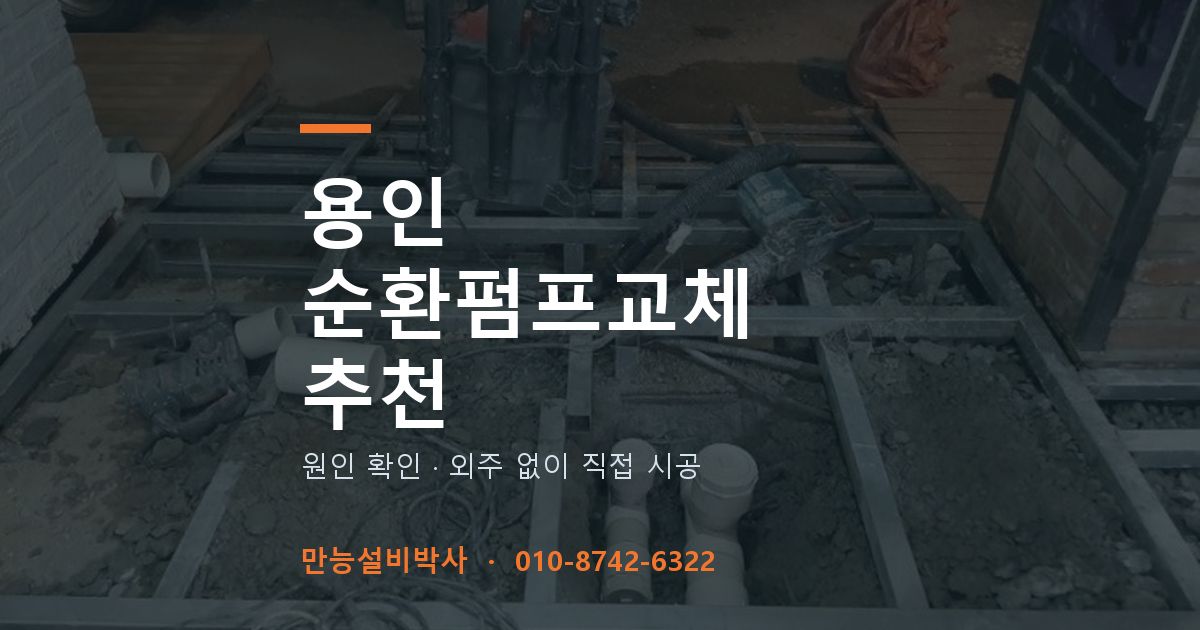 용인
순환펌프교체
추천
원인 확인 · 외주 없이 직접 시공
만능설비박사 · 010-8742-6322